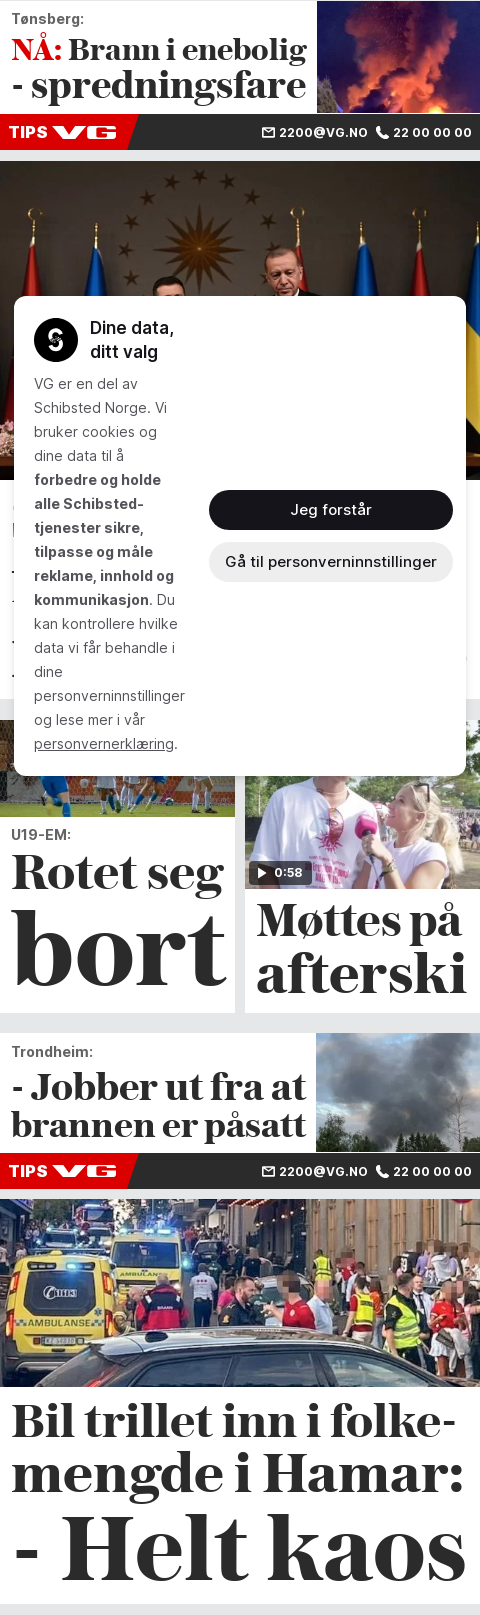 Tønsberg:
NÅ: Brann i enebolig
- spredningsfare
TIPS VG 2200@VG.NO 22 00 00 00
Dine data,
ditt valg
VG er en del av
Schibsted Norge. Vi
bruker cookies og
dine data til å
forbedre og holde
alle Schibsted-
tjenester sikre,
tilpasse og måle
reklame, innhold og
kommunikasjon. Du
kan kontrollere hvilke
data vi får behandle i
dine
personverninnstillinger
og lese mer i vår
personvernerklæring.
Jeg forstår
Gå til personverninnstillinger
U19-EM:
Rotet seg
bort
0:58
Møttes på
afterski
Trondheim:
- Jobber ut fra at
brannen er påsatt
TIPS VG 2200@VG.NO 22 00 00 00
113
AMBULANSE
AMBULANSE
Bil trillet inn i folke-
mengde i Hamar:
- Helt kaos